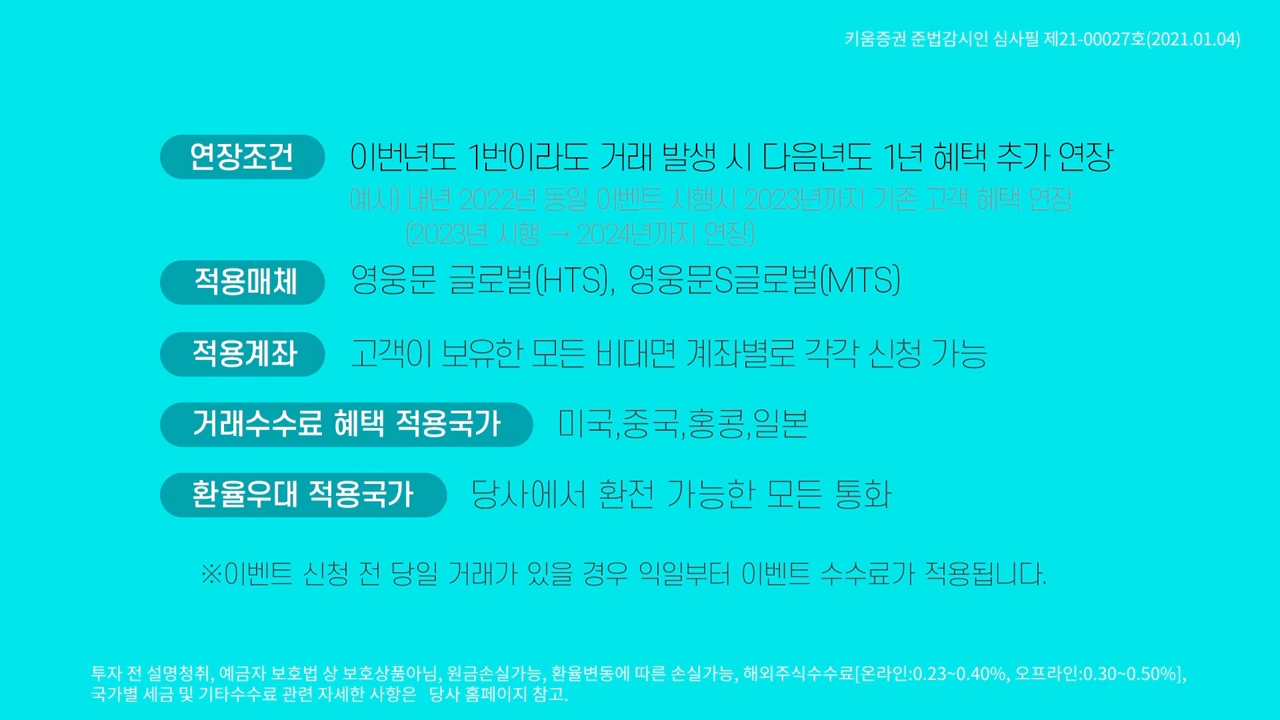 키움증권 준법감시인 심사필 제21-00027호(2021.01.04)
연장조건 이번년도 1번이라도 거래 발생 시 다음년도 1년 혜택 추가 연장
예시) 내년 2022년 동일 이벤트 시행시 2023년까지 기존 고객 혜택 연장
(2023년 시행 → 2024년까지 연장)
적용매체 영웅문 글로벌(HTS), 영웅문S글로벌(MTS)
적용계좌 고객이 보유한 모든 비대면 계좌별로 각각 신청 가능
거래수수료 혜택 적용국가 미국,중국,홍콩,일본
환율우대 적용국가 당사에서 환전 가능한 모든 통화
※이벤트 신청 전 당일 거래가 있을 경우 익일부터 이벤트 수수료가 적용됩니다.
투자 전 설명청취, 예금자 보호법 상 보호상품아님, 원금손실가능, 환율변동에 따른 손실가능, 해외주식수수료[온라인:0.23~0.40%, 오프라인:0.30~0.50%],
국가별 세금 및 기타수수료 관련 자세한 사항은 당사 홈페이지 참고.